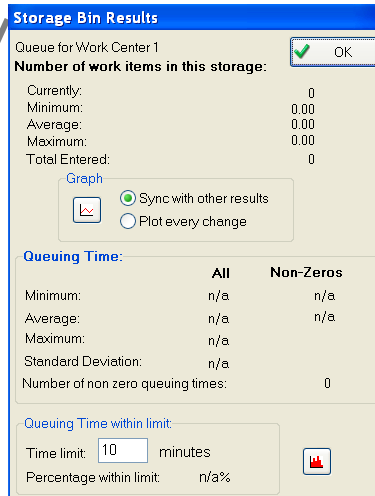 Storage Bin Results
Queue for Work Center 1
OK
Number of work items in this storage:
Currently: 0
Minimum: 0.00
Average: 0.00
Maximum: 0.00
Total Entered: 0
Graph
Sync with other results
Plot every change
Queuing Time:
All Non-Zeros
Minimum: n/a n/a
Average: n/a n/a
Maximum: n/a
Standard Deviation: n/a
Number of non zero queuing times: 0
Queuing Time within limit:
Time limit: 10 minutes
Percentage within limit: n/a%